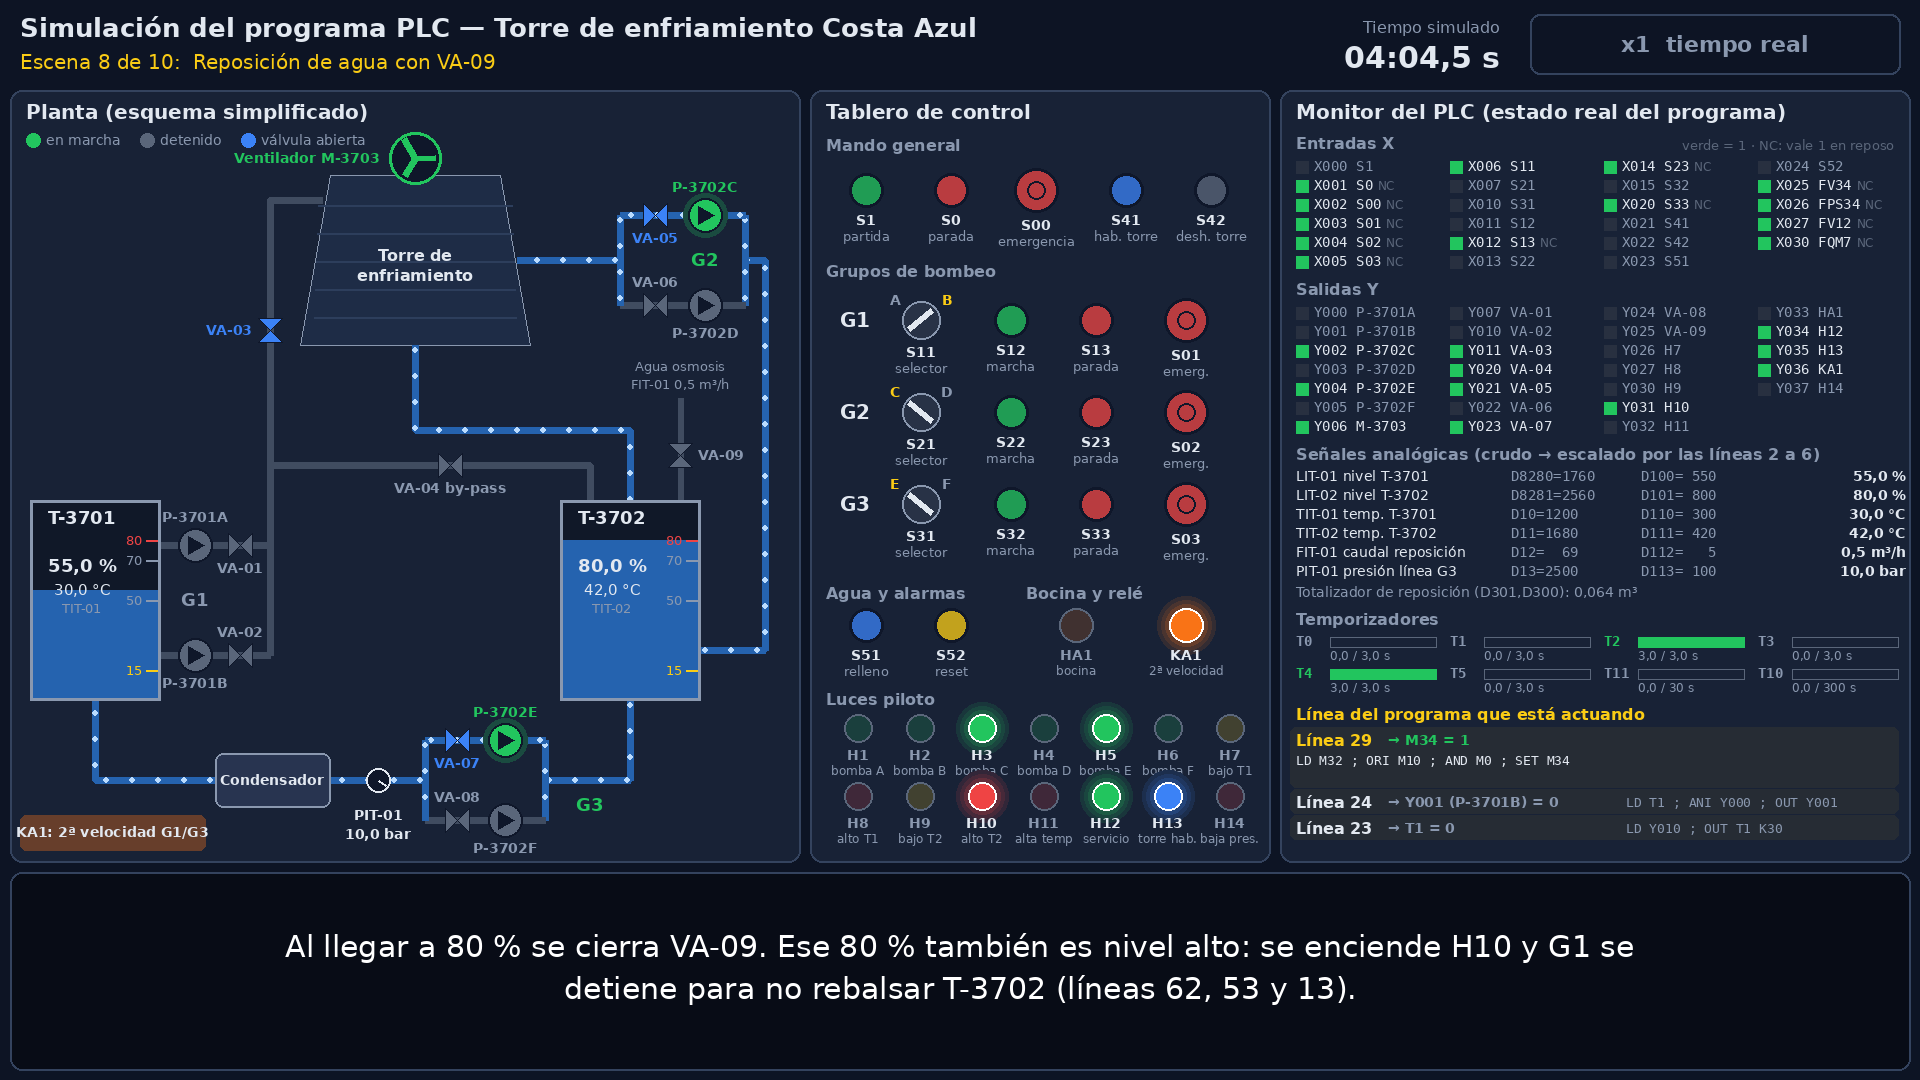 Simulación del programa PLC — Torre de enfriamiento Costa Azul
Escena 8 de 10:  Reposición de agua con VA-09
Tiempo simulado
04:04,5 s
x1  tiempo real
Planta (esquema simplificado)
en marcha
detenido
válvula abierta
Ventilador M-3703
Torre de
enfriamiento
P-3702C
VA-05
G2
VA-06
P-3702D
VA-03
Agua osmosis
FIT-01 0,5 m³/h
VA-09
VA-04 by-pass
T-3701
80
70
55,0 %
30,0 °C
TIT-01
50
15
P-3701A
VA-01
G1
VA-02
P-3701B
T-3702
80
70
80,0 %
42,0 °C
TIT-02
50
15
P-3702E
VA-07
VA-08
G3
P-3702F
Condensador
PIT-01
10,0 bar
KA1: 2ª velocidad G1/G3
Tablero de control
Mando general
S1 S0 S00 S41 S42
partida parada emergencia hab. torre desh. torre
Grupos de bombeo
G1 A B
S11 S12 S13 S01
selector marcha parada emerg.
G2 C D
S21 S22 S23 S02
selector marcha parada emerg.
G3 E F
S31 S32 S33 S03
selector marcha parada emerg.
Agua y alarmas
S51 S52
relleno reset
Bocina y relé
HA1 KA1
bocina 2ª velocidad
Luces piloto
H1 H2 H3 H4 H5 H6 H7
bomba A bomba B bomba C bomba D bomba E bomba F bajo T1
H8 H9 H10 H11 H12 H13 H14
alto T1 bajo T2 alto T2 alta temp servicio torre hab. baja pres.
Monitor del PLC (estado real del programa)
Entradas X
verde = 1 · NC: vale 1 en reposo
X000 S1 X006 S11 X014 S23 NC X024 S52
X001 S0 NC X007 S21 X015 S32 X025 FV34 NC
X002 S00 NC X010 S31 X020 S33 NC X026 FPS34 NC
X003 S01 NC X011 S12 X021 S41 X027 FV12 NC
X004 S02 NC X012 S13 NC X022 S42 X030 FQM7 NC
X005 S03 NC X013 S22 X023 S51
Salidas Y
Y000 P-3701A Y007 VA-01 Y024 VA-08 Y033 HA1
Y001 P-3701B Y010 VA-02 Y025 VA-09 Y034 H12
Y002 P-3702C Y011 VA-03 Y026 H7 Y035 H13
Y003 P-3702D Y020 VA-04 Y027 H8 Y036 KA1
Y004 P-3702E Y021 VA-05 Y030 H9 Y037 H14
Y005 P-3702F Y022 VA-06 Y031 H10
Y006 M-3703 Y023 VA-07 Y032 H11
Señales analógicas (crudo → escalado por las líneas 2 a 6)
LIT-01 nivel T-3701 D8280=1760 D100= 550 55,0 %
LIT-02 nivel T-3702 D8281=2560 D101= 800 80,0 %
TIT-01 temp. T-3701 D10=1200 D110= 300 30,0 °C
TIT-02 temp. T-3702 D11=1680 D111= 420 42,0 °C
FIT-01 caudal reposición D12=  69 D112=   5 0,5 m³/h
PIT-01 presión línea G3 D13=2500 D113= 100 10,0 bar
Totalizador de reposición (D301,D300): 0,064 m³
Temporizadores
T0 T1 T2 T3
0,0 / 3,0 s 0,0 / 3,0 s 3,0 / 3,0 s 0,0 / 3,0 s
T4 T5 T11 T10
3,0 / 3,0 s 0,0 / 3,0 s 0,0 / 30 s 0,0 / 300 s
Línea del programa que está actuando
Línea 29 → M34 = 1
LD M32 ; ORI M10 ; AND M0 ; SET M34
Línea 24 → Y001 (P-3701B) = 0 LD T1 ; ANI Y000 ; OUT Y001
Línea 23 → T1 = 0 LD Y010 ; OUT T1 K30
Al llegar a 80 % se cierra VA-09. Ese 80 % también es nivel alto: se enciende H10 y G1 se
detiene para no rebalsar T-3702 (líneas 62, 53 y 13).